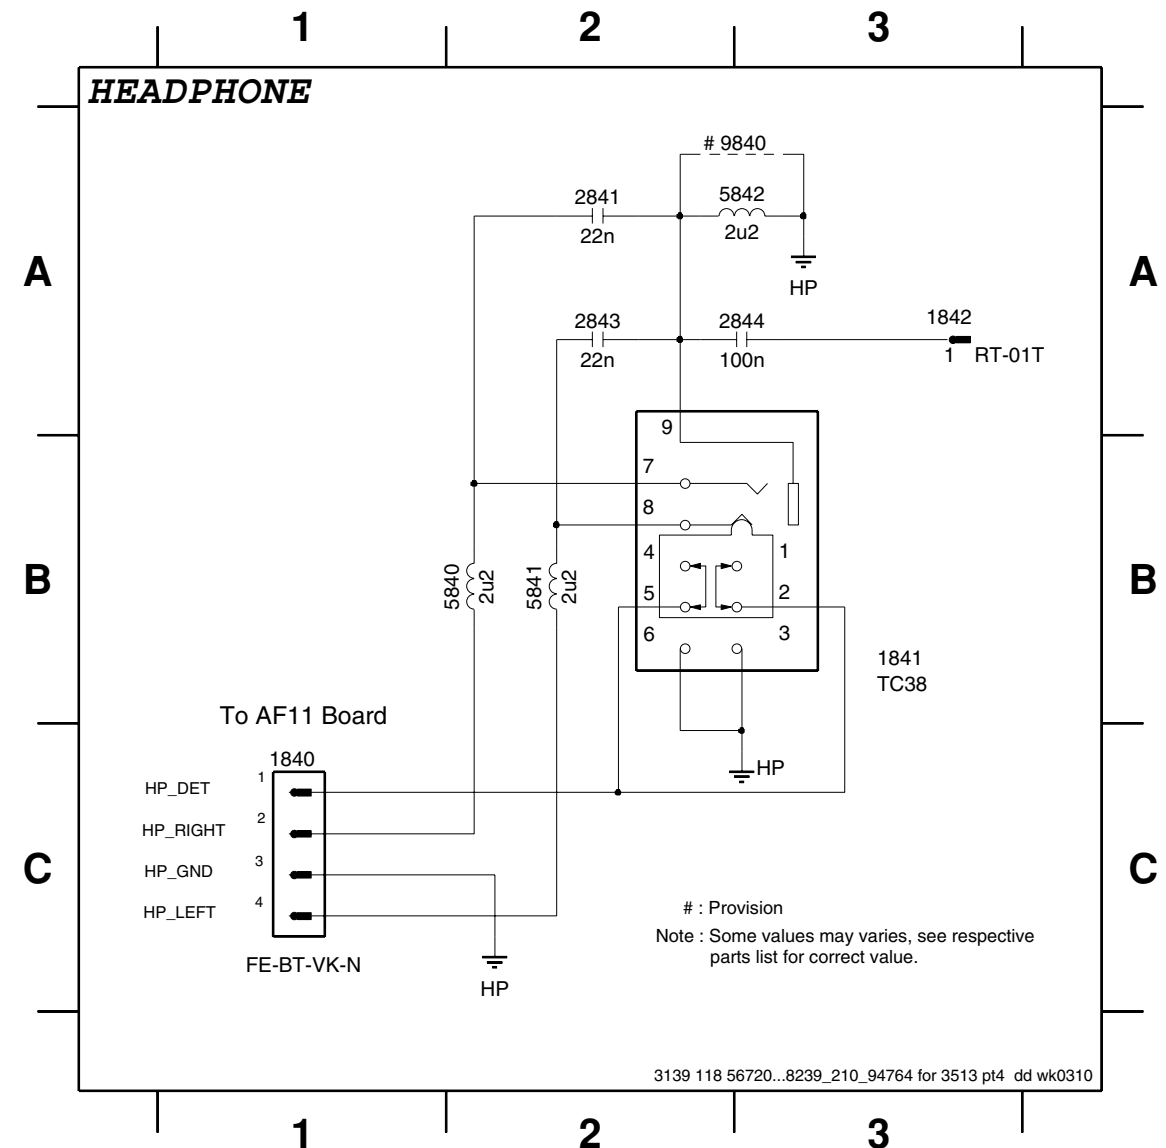 1 2 3
HEADPHONE
# 9840
2841
22n
5842
2u2
A
A
HP
2843
22n
2844
100n
1842
1 RT-01T
9
7
8
4
1
5
2
6
3
B
B
5840
2u2
5841
2u2
1841
TC38
To AF11 Board
1840
HP
HP_DET
1
HP_RIGHT
2
HP_GND
3
HP_LEFT
4
C
C
FE-BT-VK-N
HP
# : Provision
Note : Some values may varies, see respective
parts list for correct value.
3139 118 56720...8239_210_94764 for 3513 pt4 dd wk0310
1 2 3